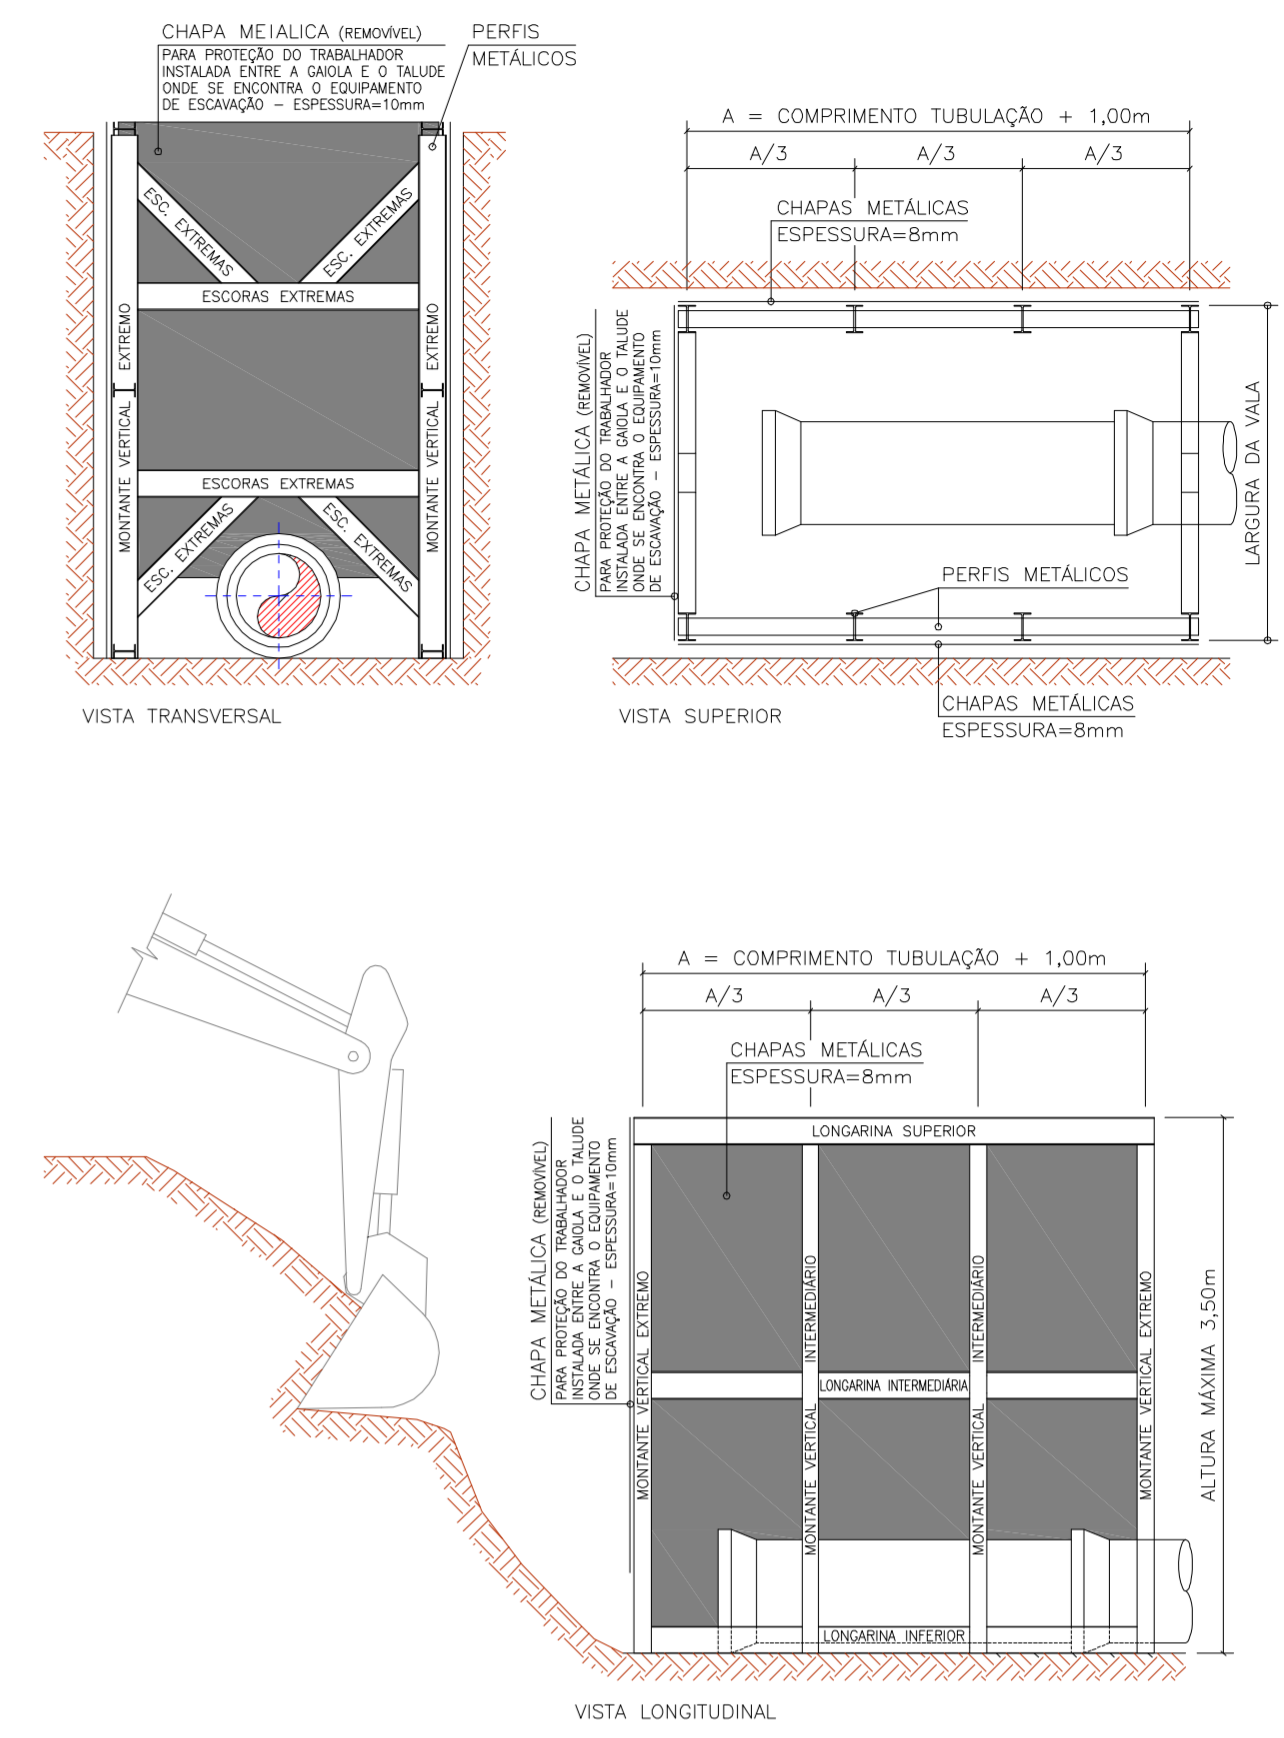 CHAPA MEIALICA (REMOVÍVEL)
PARA PROTEÇÃO DO TRABALHADOR
INSTALADA ENTRE A GAIOLA E O TALUDE
ONDE SE ENCONTRA O EQUIPAMENTO
DE ESCAVAÇÃO – ESPESSURA=10mm
PERFIS
METÁLICOS
ESC. EXTREMAS
ESC. EXTREMAS
ESCORAS EXTREMAS
MONTANTE VERTICAL EXTREMO
MONTANTE VERTICAL EXTREMO
ESCORAS EXTREMAS
ESC. EXTREMAS
ESC. EXTREMAS
VISTA TRANSVERSAL
A = COMPRIMENTO TUBULAÇÃO + 1,00m
A/3
A/3
A/3
CHAPAS METÁLICAS
ESPESSURA=8mm
CHAPA METÁLICA (REMOVÍVEL)
PARA PROTEÇÃO DO TRABALHADOR
INSTALADA ENTRE A GAIOLA E O TALUDE
ONDE SE ENCONTRA O EQUIPAMENTO
DE ESCAVAÇÃO – ESPESSURA=10mm
LARGURA DA VALA
PERFIS METÁLICOS
CHAPAS METÁLICAS
ESPESSURA=8mm
VISTA SUPERIOR
A = COMPRIMENTO TUBULAÇÃO + 1,00m
A/3
A/3
A/3
CHAPAS METÁLICAS
ESPESSURA=8mm
CHAPA METÁLICA (REMOVÍVEL)
PARA PROTEÇÃO DO TRABALHADOR
INSTALADA ENTRE A GAIOLA E O TALUDE
ONDE SE ENCONTRA O EQUIPAMENTO
DE ESCAVAÇÃO – ESPESSURA=10mm
LONGARINA SUPERIOR
MONTANTE VERTICAL EXTREMO
MONTANTE VERTICAL INTERMEDIÁRIO
LONGARINA INTERMEDIÁRIA
MONTANTE VERTICAL INTERMEDIÁRIO
MONTANTE VERTICAL EXTREMO
ALTURA MÁXIMA 3,50m
LONGARINA INFERIOR
VISTA LONGITUDINAL